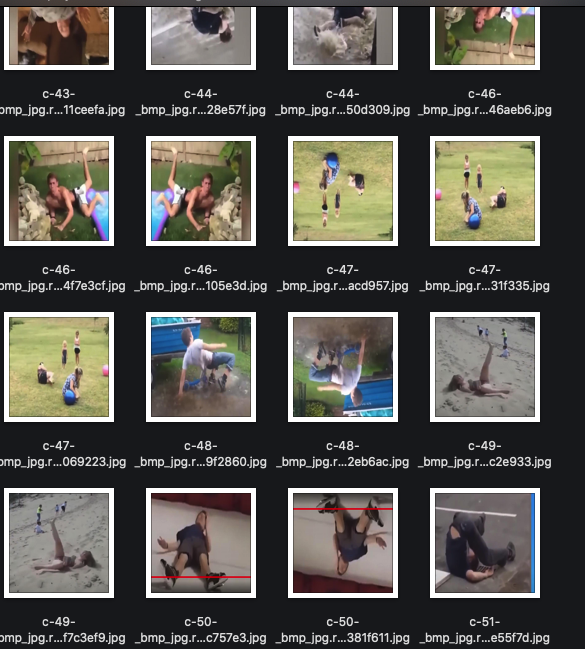 c-43-
c-44-
c-44-
c-46-
bmp_jpg.r...11ceefa.jpg
_bmp_jpg.r...28e57f.jpg
_bmp_jpg.r...50d309.jpg
_bmp_jpg.r...46aeb6.jpg
c-46-
c-46-
c-47-
c-47-
bmp_jpg.r...4f7e3cf.jpg
_bmp_jpg.r...105e3d.jpg
_bmp_jpg.r...acd957.jpg
_bmp_jpg.r...31f335.jpg
c-47-
c-48-
c-48-
c-49-
bmp_jpg.r...069223.jpg
_bmp_jpg.r...9f2860.jpg
_bmp_jpg.r...2eb6ac.jpg
_bmp_jpg.r...c2e933.jpg
c-49-
c-50-
c-50-
c-51-
bmp_jpg.r...f7c3ef9.jpg
_bmp_jpg.r...c757e3.jpg
_bmp_jpg.r...381f611.jpg
_bmp_jpg.r...e55f7d.jpg